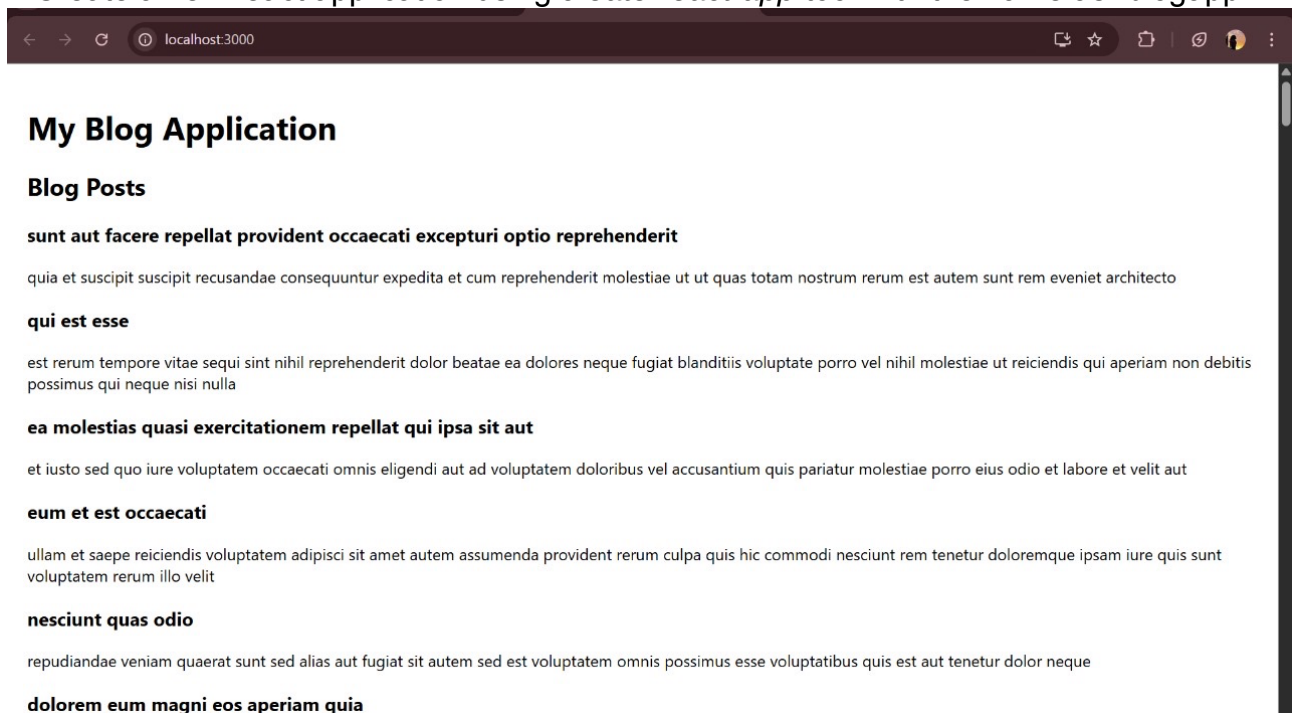 localhost:3000
My Blog Application
Blog Posts
sunt aut facere repellat provident occaecati excepturi optio reprehenderit
quia et suscipit suscipit recusandae consequuntur expedita et cum reprehenderit molestiae ut ut quas totam nostrum rerum est autem sunt rem eveniet architecto
qui est esse
est rerum tempore vitae sequi sint nihil reprehenderit dolor beatae ea dolores neque fugiat blanditiis voluptate porro vel nihil molestiae ut reiciendis qui aperiam non debitis
possimus qui neque nisi nulla
ea molestias quasi exercitationem repellat qui ipsa sit aut
et iusto sed quo iure voluptatem occaecati omnis eligendi aut ad voluptatem doloribus vel accusantium quis pariatur molestiae porro eius odio et labore et velit aut
eum et est occaecati
ullam et saepe reiciendis voluptatem adipisci sit amet autem assumenda provident rerum culpa quis hic commodi nesciunt rem tenetur doloremque ipsam iure quis sunt
voluptatem rerum illo velit
nesciunt quas odio
repudiandae veniam quaerat sunt sed alias aut fugiat sit autem sed est voluptatem omnis possimus esse voluptatibus quis est aut tenetur dolor neque
dolorem eum magni eos aperiam quia